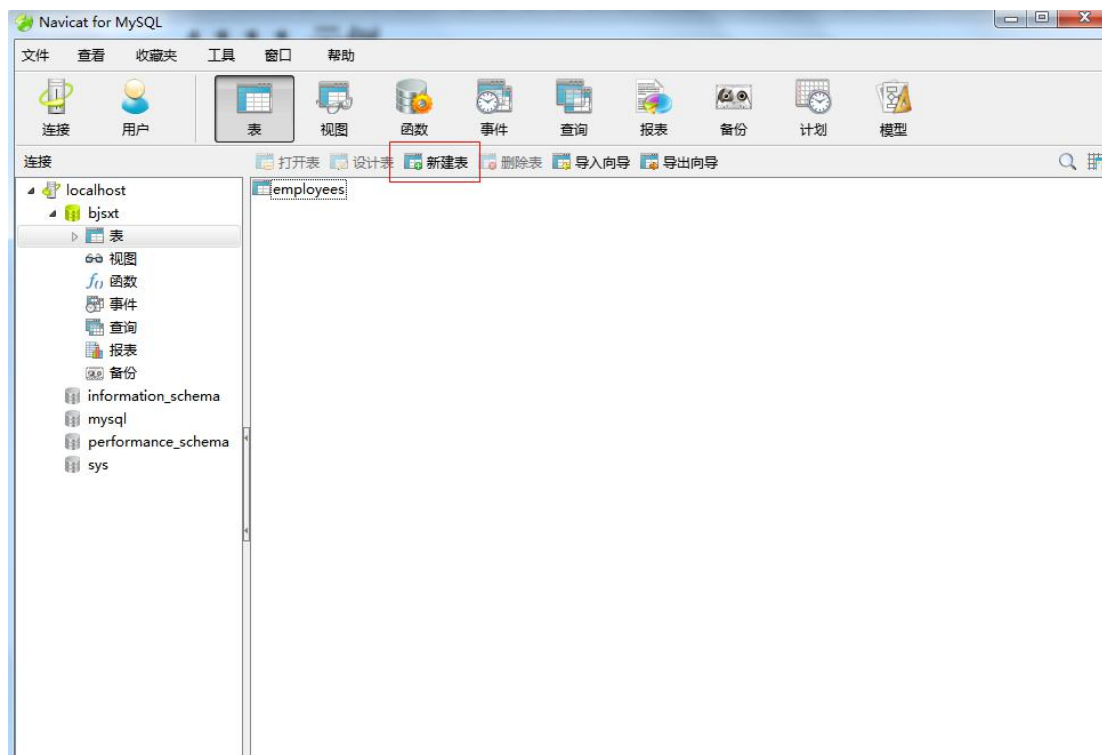 Navicat for MySQL
文件 查看 收藏夹 工具 窗口 帮助
连接 用户 表 视图 函数 事件 查询 报表 备份 计划 模型
连接 打开表 设计表 新建表 删除表 导入向导 导出向导
localhost
employees
bjsxt
表
视图
函数
事件
查询
报表
备份
information_schema
mysql
performance_schema
sys